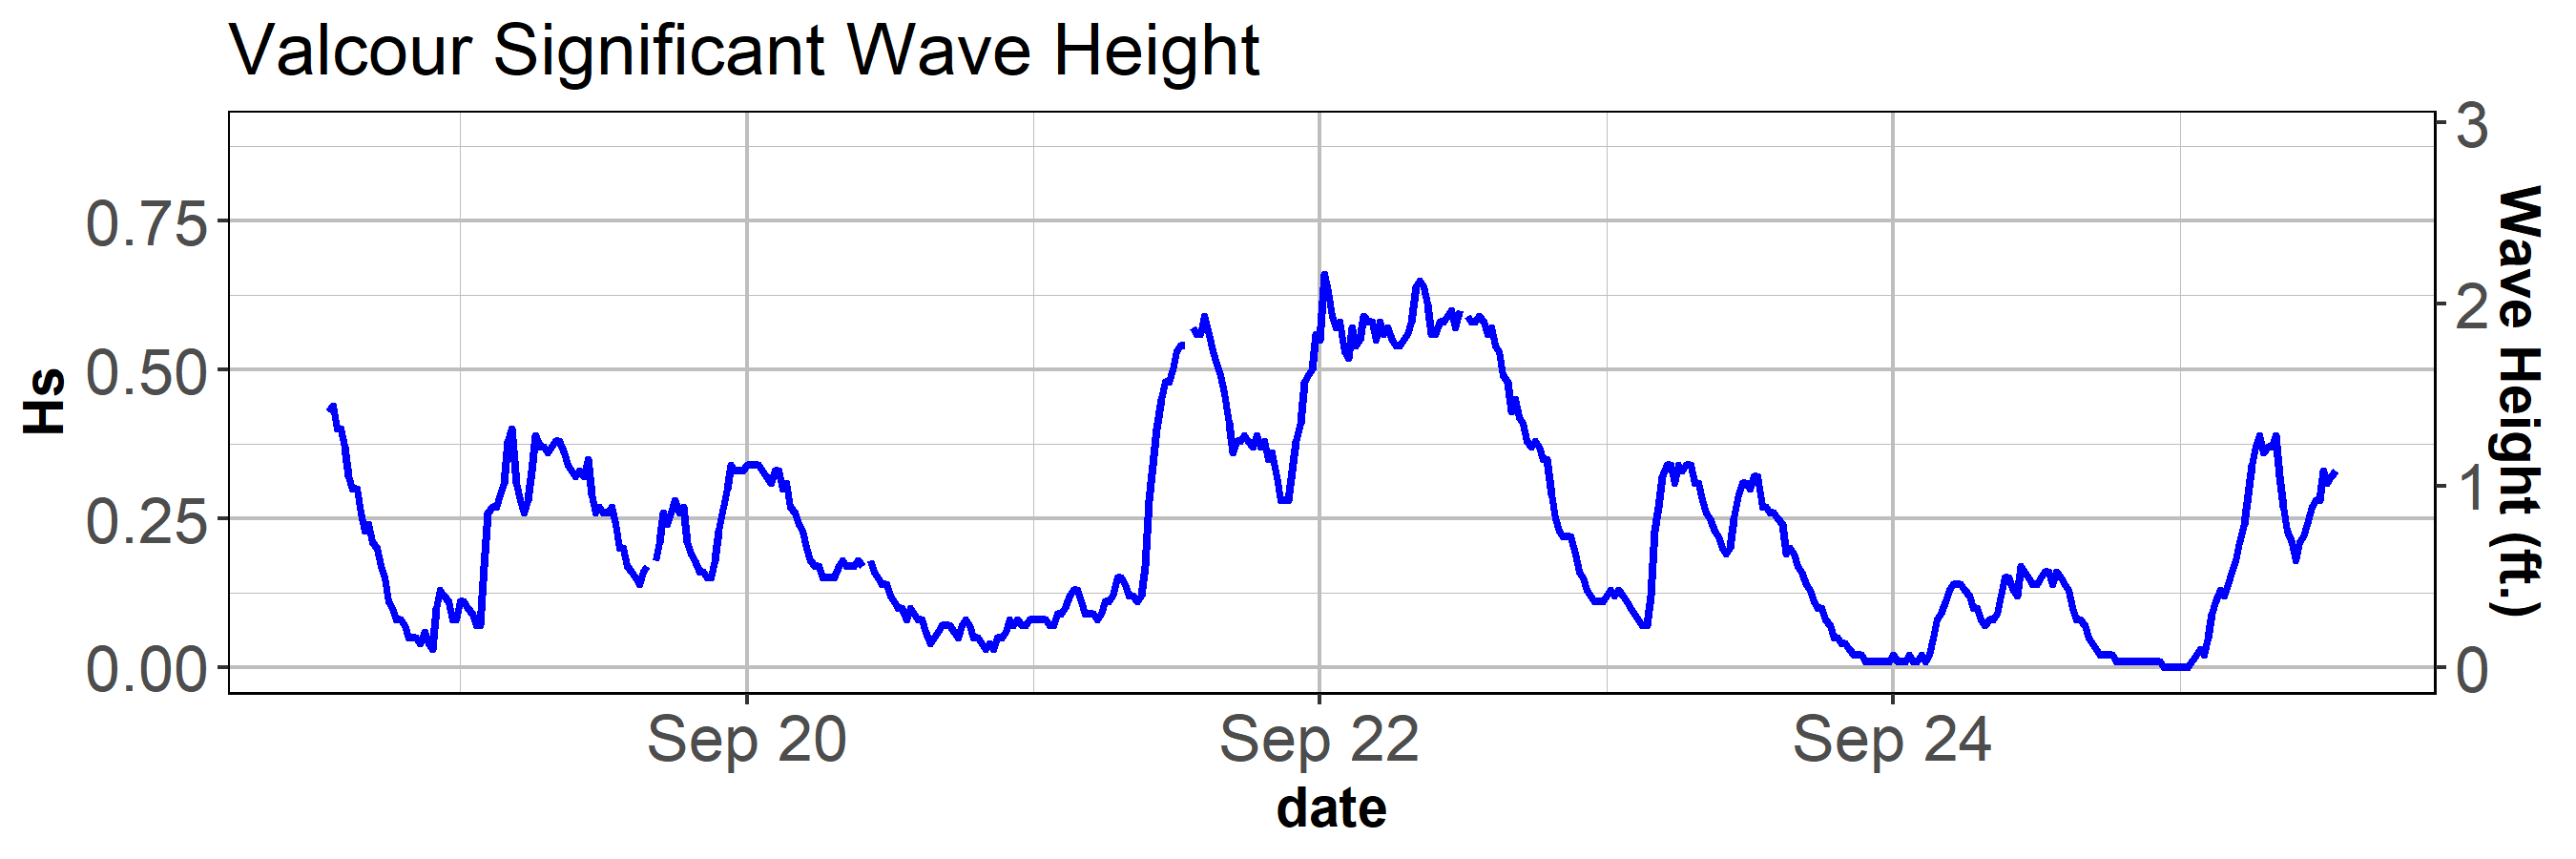 Valcour Significant Wave Height
Hs
0.75
0.50
0.25
0.00
3
2
1
0
Wave Height (ft.)
Sep 20
Sep 22
Sep 24
date